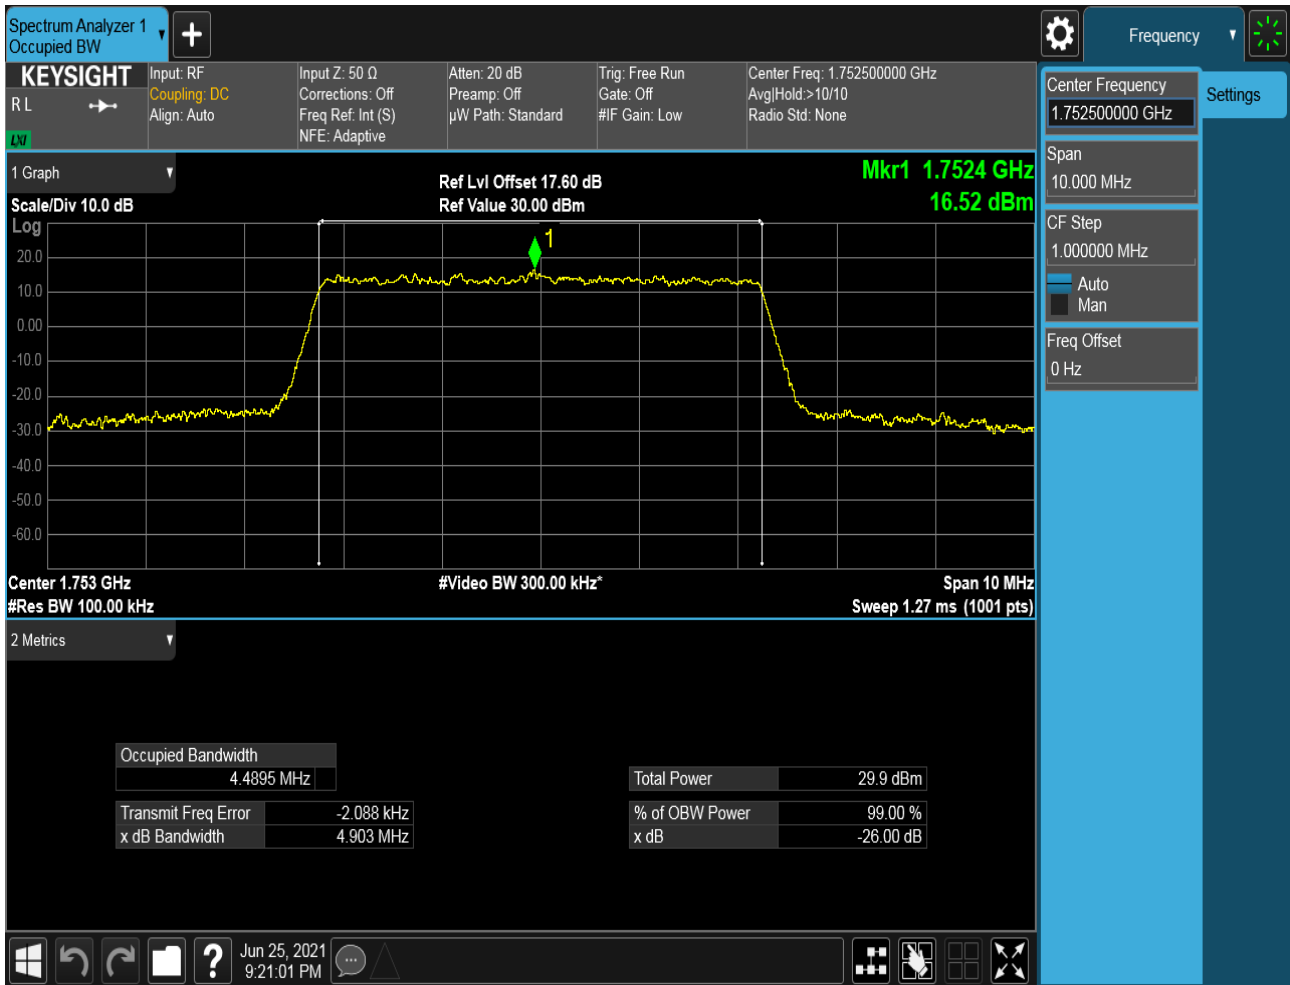 Spectrum Analyzer 1
Occupied BW
Frequency
KEYSIGHT
R L
LXI
Input: RF
Coupling: DC
Align: Auto
Input Z: 50 Ω
Corrections: Off
Freq Ref: Int (S)
NFE: Adaptive
Atten: 20 dB
Preamp: Off
µW Path: Standard
Trig: Free Run
Gate: Off
#IF Gain: Low
Center Freq: 1.752500000 GHz
Avg|Hold:>10/10
Radio Std: None
Center Frequency
1.752500000 GHz
Settings
Span
10.000 MHz
CF Step
1.000000 MHz
Auto
Man
Freq Offset
0 Hz
1 Graph
Scale/Div 10.0 dB
Log
Ref Lvl Offset 17.60 dB
Ref Value 30.00 dBm
Mkr1 1.7524 GHz
16.52 dBm
1
20.0
10.0
0.00
-10.0
-20.0
-30.0
-40.0
-50.0
-60.0
Center 1.753 GHz
#Video BW 300.00 kHz*
Span 10 MHz
#Res BW 100.00 kHz
Sweep 1.27 ms (1001 pts)
2 Metrics
Occupied Bandwidth
4.4895 MHz
Transmit Freq Error -2.088 kHz
x dB Bandwidth 4.903 MHz
Total Power 29.9 dBm
% of OBW Power 99.00 %
x dB -26.00 dB
?
Jun 25, 2021
9:21:01 PM